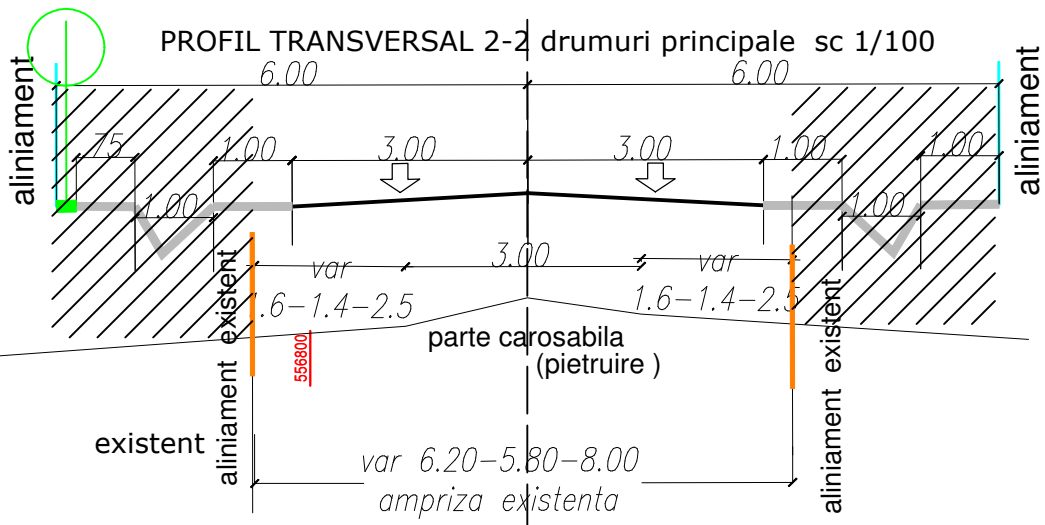 PROFIL TRANSVERSAL 2-2 drumuri principale sc 1/100
6.00
6.00
aliniament
aliniament
75
1.00
3.00
3.00
1.00
1.00
1.00
1.00
var
3.00
var
1.6-1.4-2.5
1.6-1.4-2.5
parte carosabila
(pietruire )
556800
aliniament existent
aliniament existent
existent
var 6.20-5.80-8.00
ampriza existenta